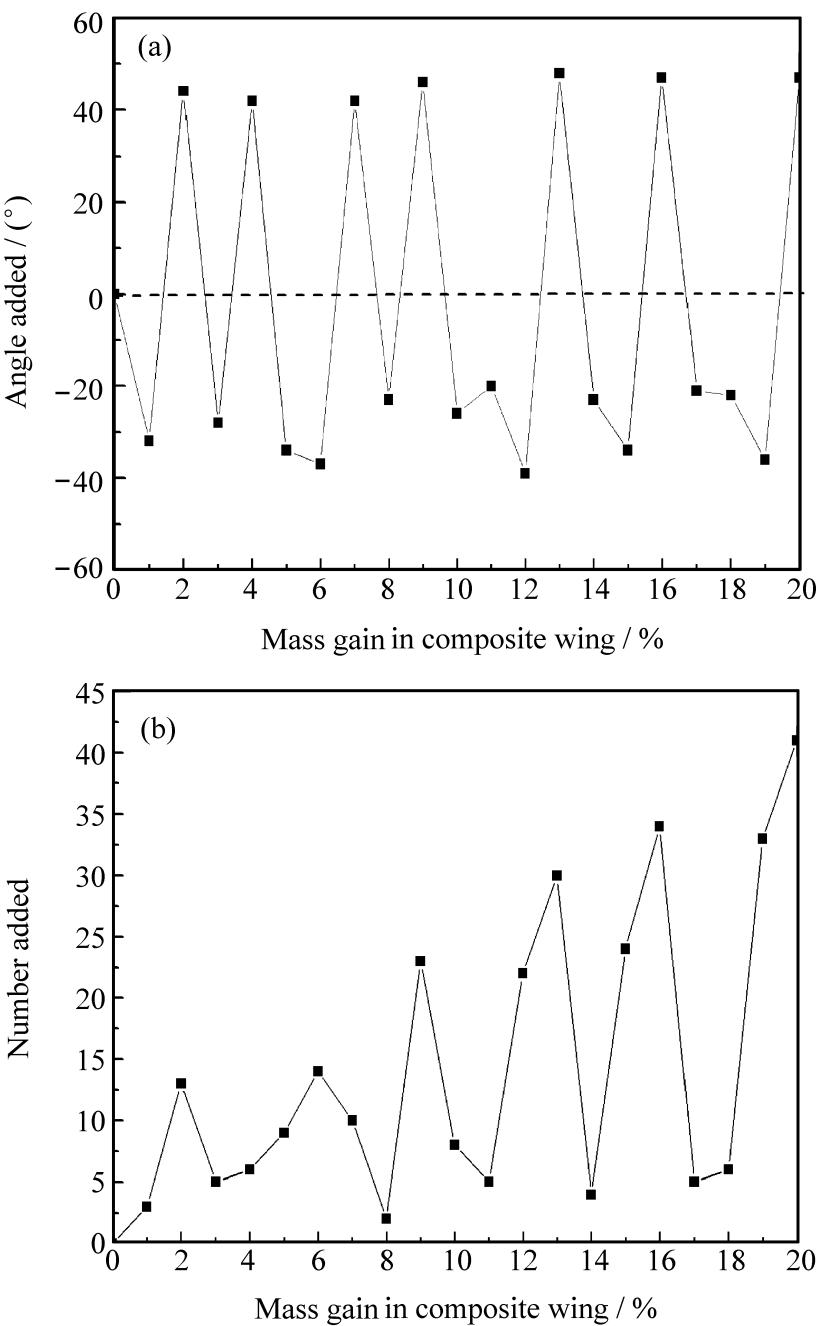 (a)
60
40
20
0
−20
−40
−60
Angle added / (°)
0 2 4 6 8 10 12 14 16 18 20
Mass gain in composite wing / %
(b)
45
40
35
30
25
20
15
10
5
0
Number added
0 2 4 6 8 10 12 14 16 18 20
Mass gain in composite wing / %